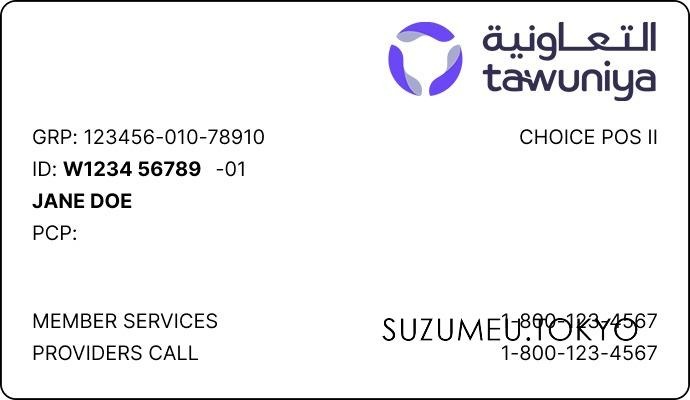 التعاونية
tawuniya
GRP: 123456-010-78910
CHOICE POS II
ID: W1234 56789 -01
JANE DOE
PCP:
MEMBER SERVICES 1-800-123-4567
SUZUMEU.TOKYO
PROVIDERS CALL 1-800-123-4567